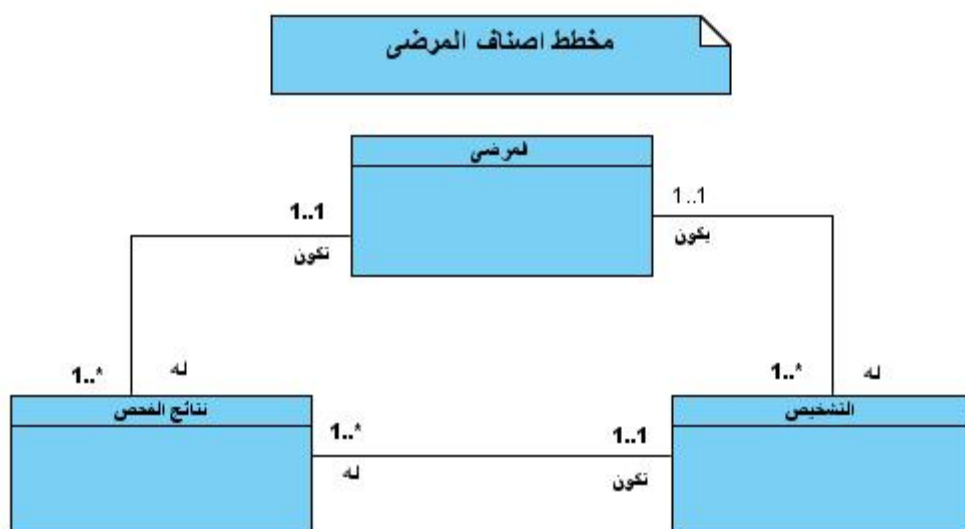 مخطط اصناف المرضى
المرضى
1..1
تكون
1..1
يكون
1..*
له
1..*
له
نتائج الفحص
التشخيص
1..*
له
1..1
تكون